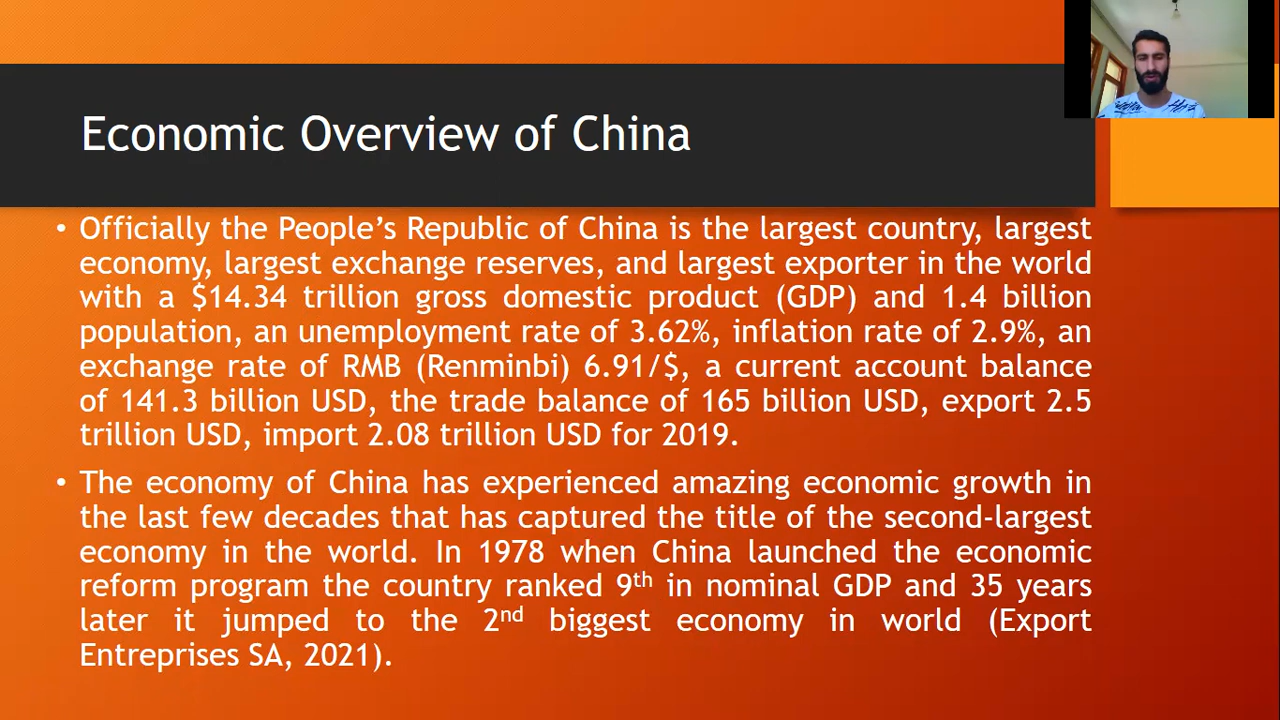 Economic Overview of China
• Officially the People’s Republic of China is the largest country, largest
economy, largest exchange reserves, and largest exporter in the world
with a $14.34 trillion gross domestic product (GDP) and 1.4 billion
population, an unemployment rate of 3.62%, inflation rate of 2.9%, an
exchange rate of RMB (Renminbi) 6.91/$, a current account balance
of 141.3 billion USD, the trade balance of 165 billion USD, export 2.5
trillion USD, import 2.08 trillion USD for 2019.
• The economy of China has experienced amazing economic growth in
the last few decades that has captured the title of the second-largest
economy in the world. In 1978 when China launched the economic
reform program the country ranked 9th in nominal GDP and 35 years
later it jumped to the 2nd biggest economy in world (Export
Entreprises SA, 2021).